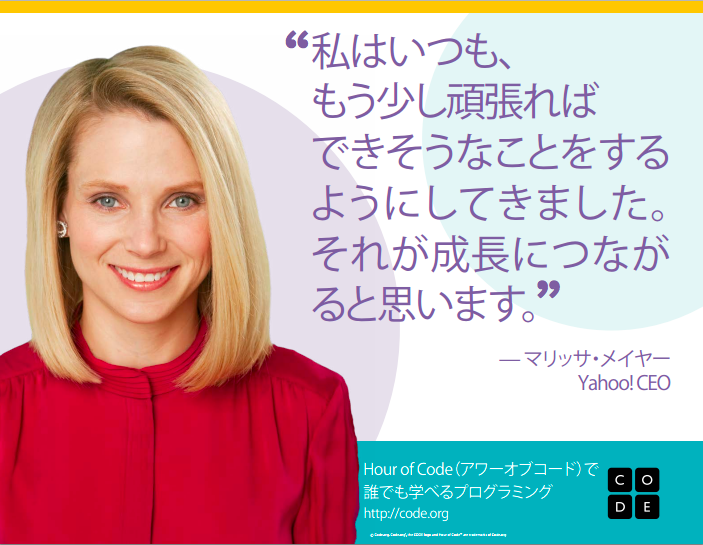 “私はいつも、
もう少し頑張れば
できそうなことをする
ようにしてきました。
それが成長につなが
ると思います。”
— マリッサ・メイヤー
Yahoo! CEO
Hour of Code（アワーオブコード）で
誰でも学べるプログラミング
http://code.org
C O
D E